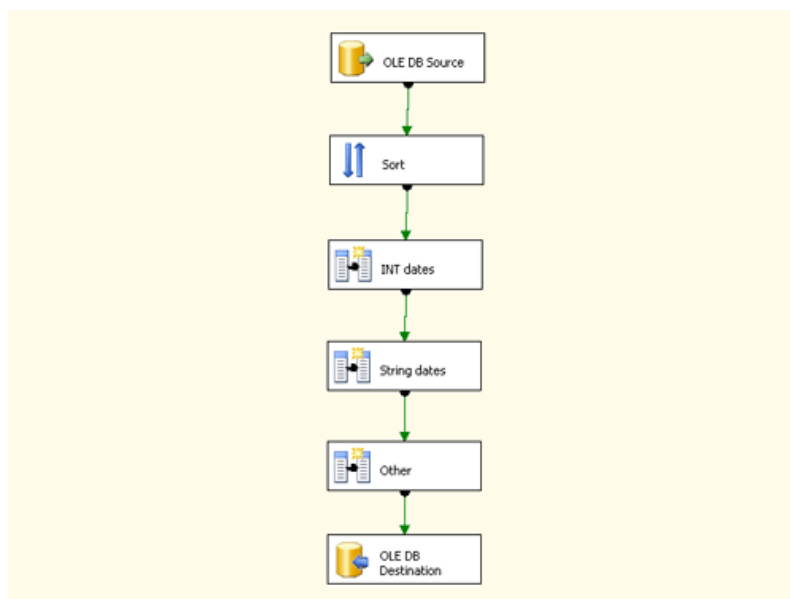 OLE DB Source
Sort
INT dates
String dates
Other
OLE DB
Destination